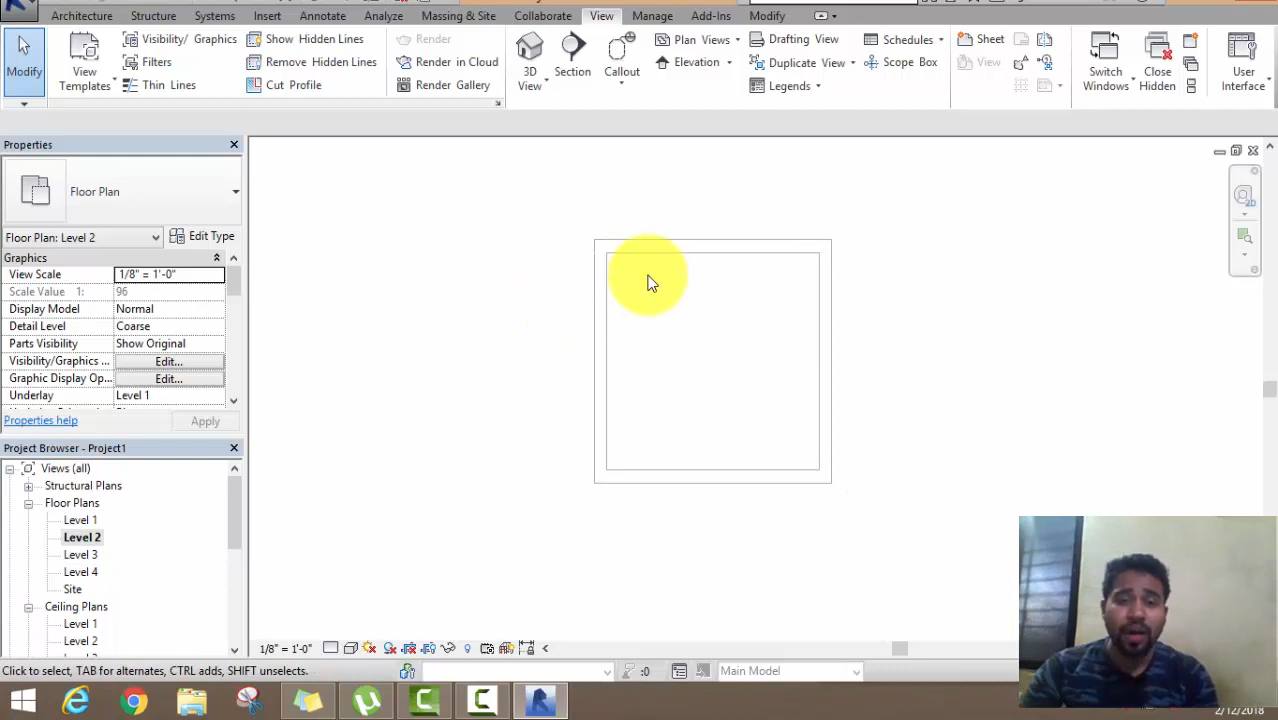 Architecture Structure Systems Insert Annotate Analyze Massing & Site Collaborate View Manage Add-Ins Modify
Modify
View Templates
Visibility/ Graphics
Filters
Thin Lines
Show Hidden Lines
Remove Hidden Lines
Cut Profile
Render
Render in Cloud
Render Gallery
3D View
Section
Callout
Plan Views
Elevation
Drafting View
Duplicate View
Legends
Schedules
Scope Box
Sheet
View
Switch Windows
Close Hidden
User Interface
Properties
Floor Plan
Floor Plan: Level 2 Edit Type
Graphics
View Scale 1/8" = 1'-0"
Scale Value 1: 96
Display Model Normal
Detail Level Coarse
Parts Visibility Show Original
Visibility/Graphics ... Edit...
Graphic Display Op... Edit...
Underlay Level 1
Properties help Apply
Project Browser - Project1
Views (all)
Structural Plans
Floor Plans
Level 1
Level 2
Level 3
Level 4
Site
Ceiling Plans
Level 1
Level 2
2D
1/8" = 1'-0"
Click to select, TAB for alternates, CTRL adds, SHIFT unselects.
:0
Main Model
2/12/2018